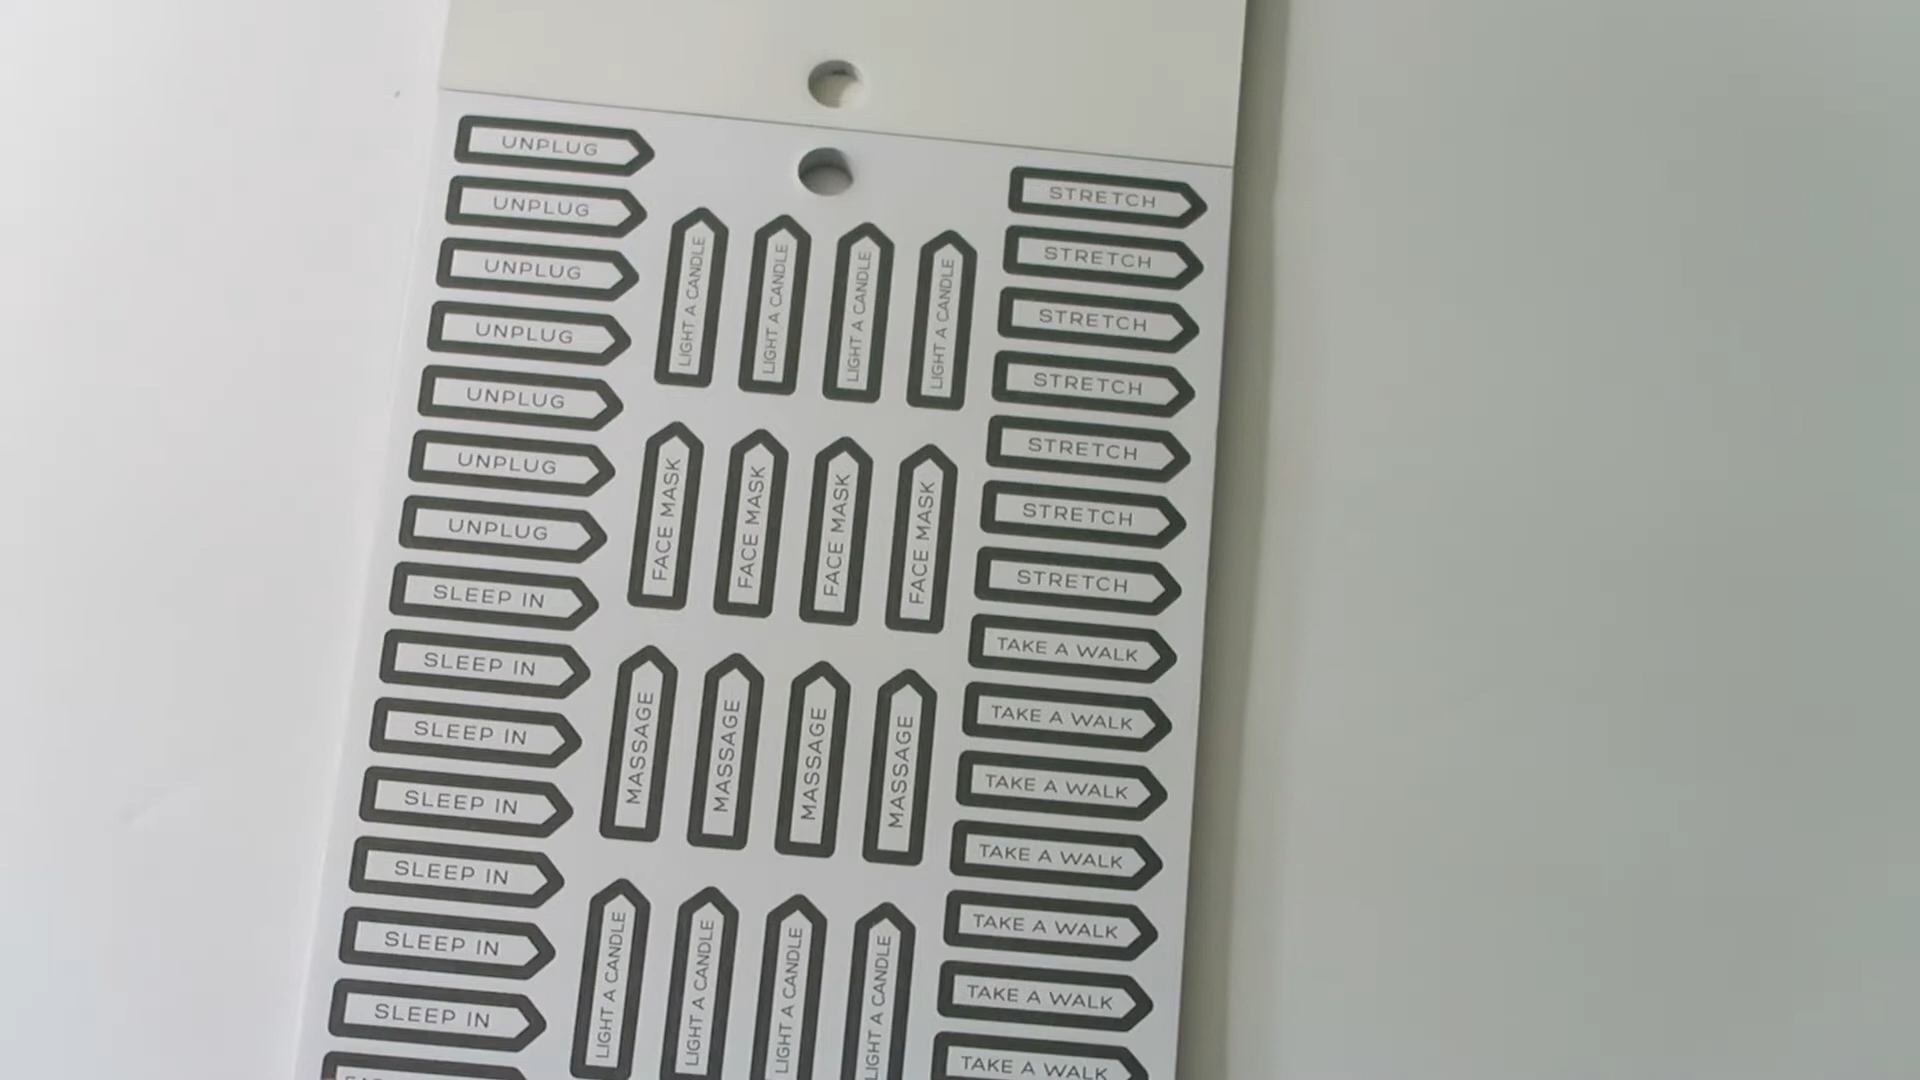 UNPLUG
UNPLUG
UNPLUG
UNPLUG
UNPLUG
UNPLUG
UNPLUG
SLEEP IN
SLEEP IN
SLEEP IN
SLEEP IN
SLEEP IN
SLEEP IN
SLEEP IN
LIGHT A CANDLE
LIGHT A CANDLE
LIGHT A CANDLE
LIGHT A CANDLE
FACE MASK
FACE MASK
FACE MASK
FACE MASK
MASSAGE
MASSAGE
MASSAGE
MASSAGE
LIGHT A CANDLE
LIGHT A CANDLE
LIGHT A CANDLE
LIGHT A CANDLE
STRETCH
STRETCH
STRETCH
STRETCH
STRETCH
STRETCH
STRETCH
TAKE A WALK
TAKE A WALK
TAKE A WALK
TAKE A WALK
TAKE A WALK
TAKE A WALK
TAKE A WALK